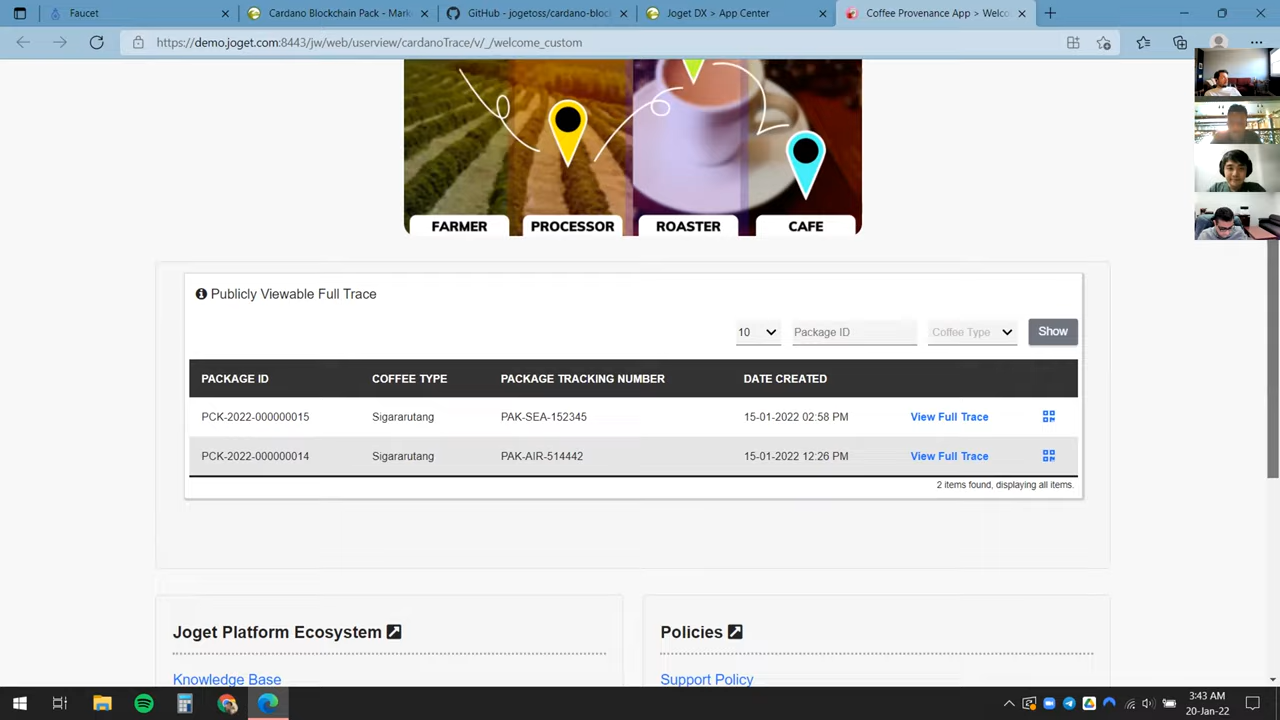 Faucet
Cardano Blockchain Pack - Mark
GitHub - jogetoss/cardano-bloc
Joget DX > App Center
Coffee Provenance App > Welco
https://demo.joget.com:8443/jw/web/userview/cardanoTrace/v/_/welcome_custom
FARMER PROCESSOR ROASTER CAFE
Publicly Viewable Full Trace
10 Package ID Coffee Type Show
PACKAGE ID COFFEE TYPE PACKAGE TRACKING NUMBER DATE CREATED
PCK-2022-000000015 Sigararutang PAK-SEA-152345 15-01-2022 02:58 PM View Full Trace
PCK-2022-000000014 Sigararutang PAK-AIR-514442 15-01-2022 12:26 PM View Full Trace
2 items found, displaying all items.
Joget Platform Ecosystem
Policies
Knowledge Base
Support Policy
3:43 AM
20-Jan-22